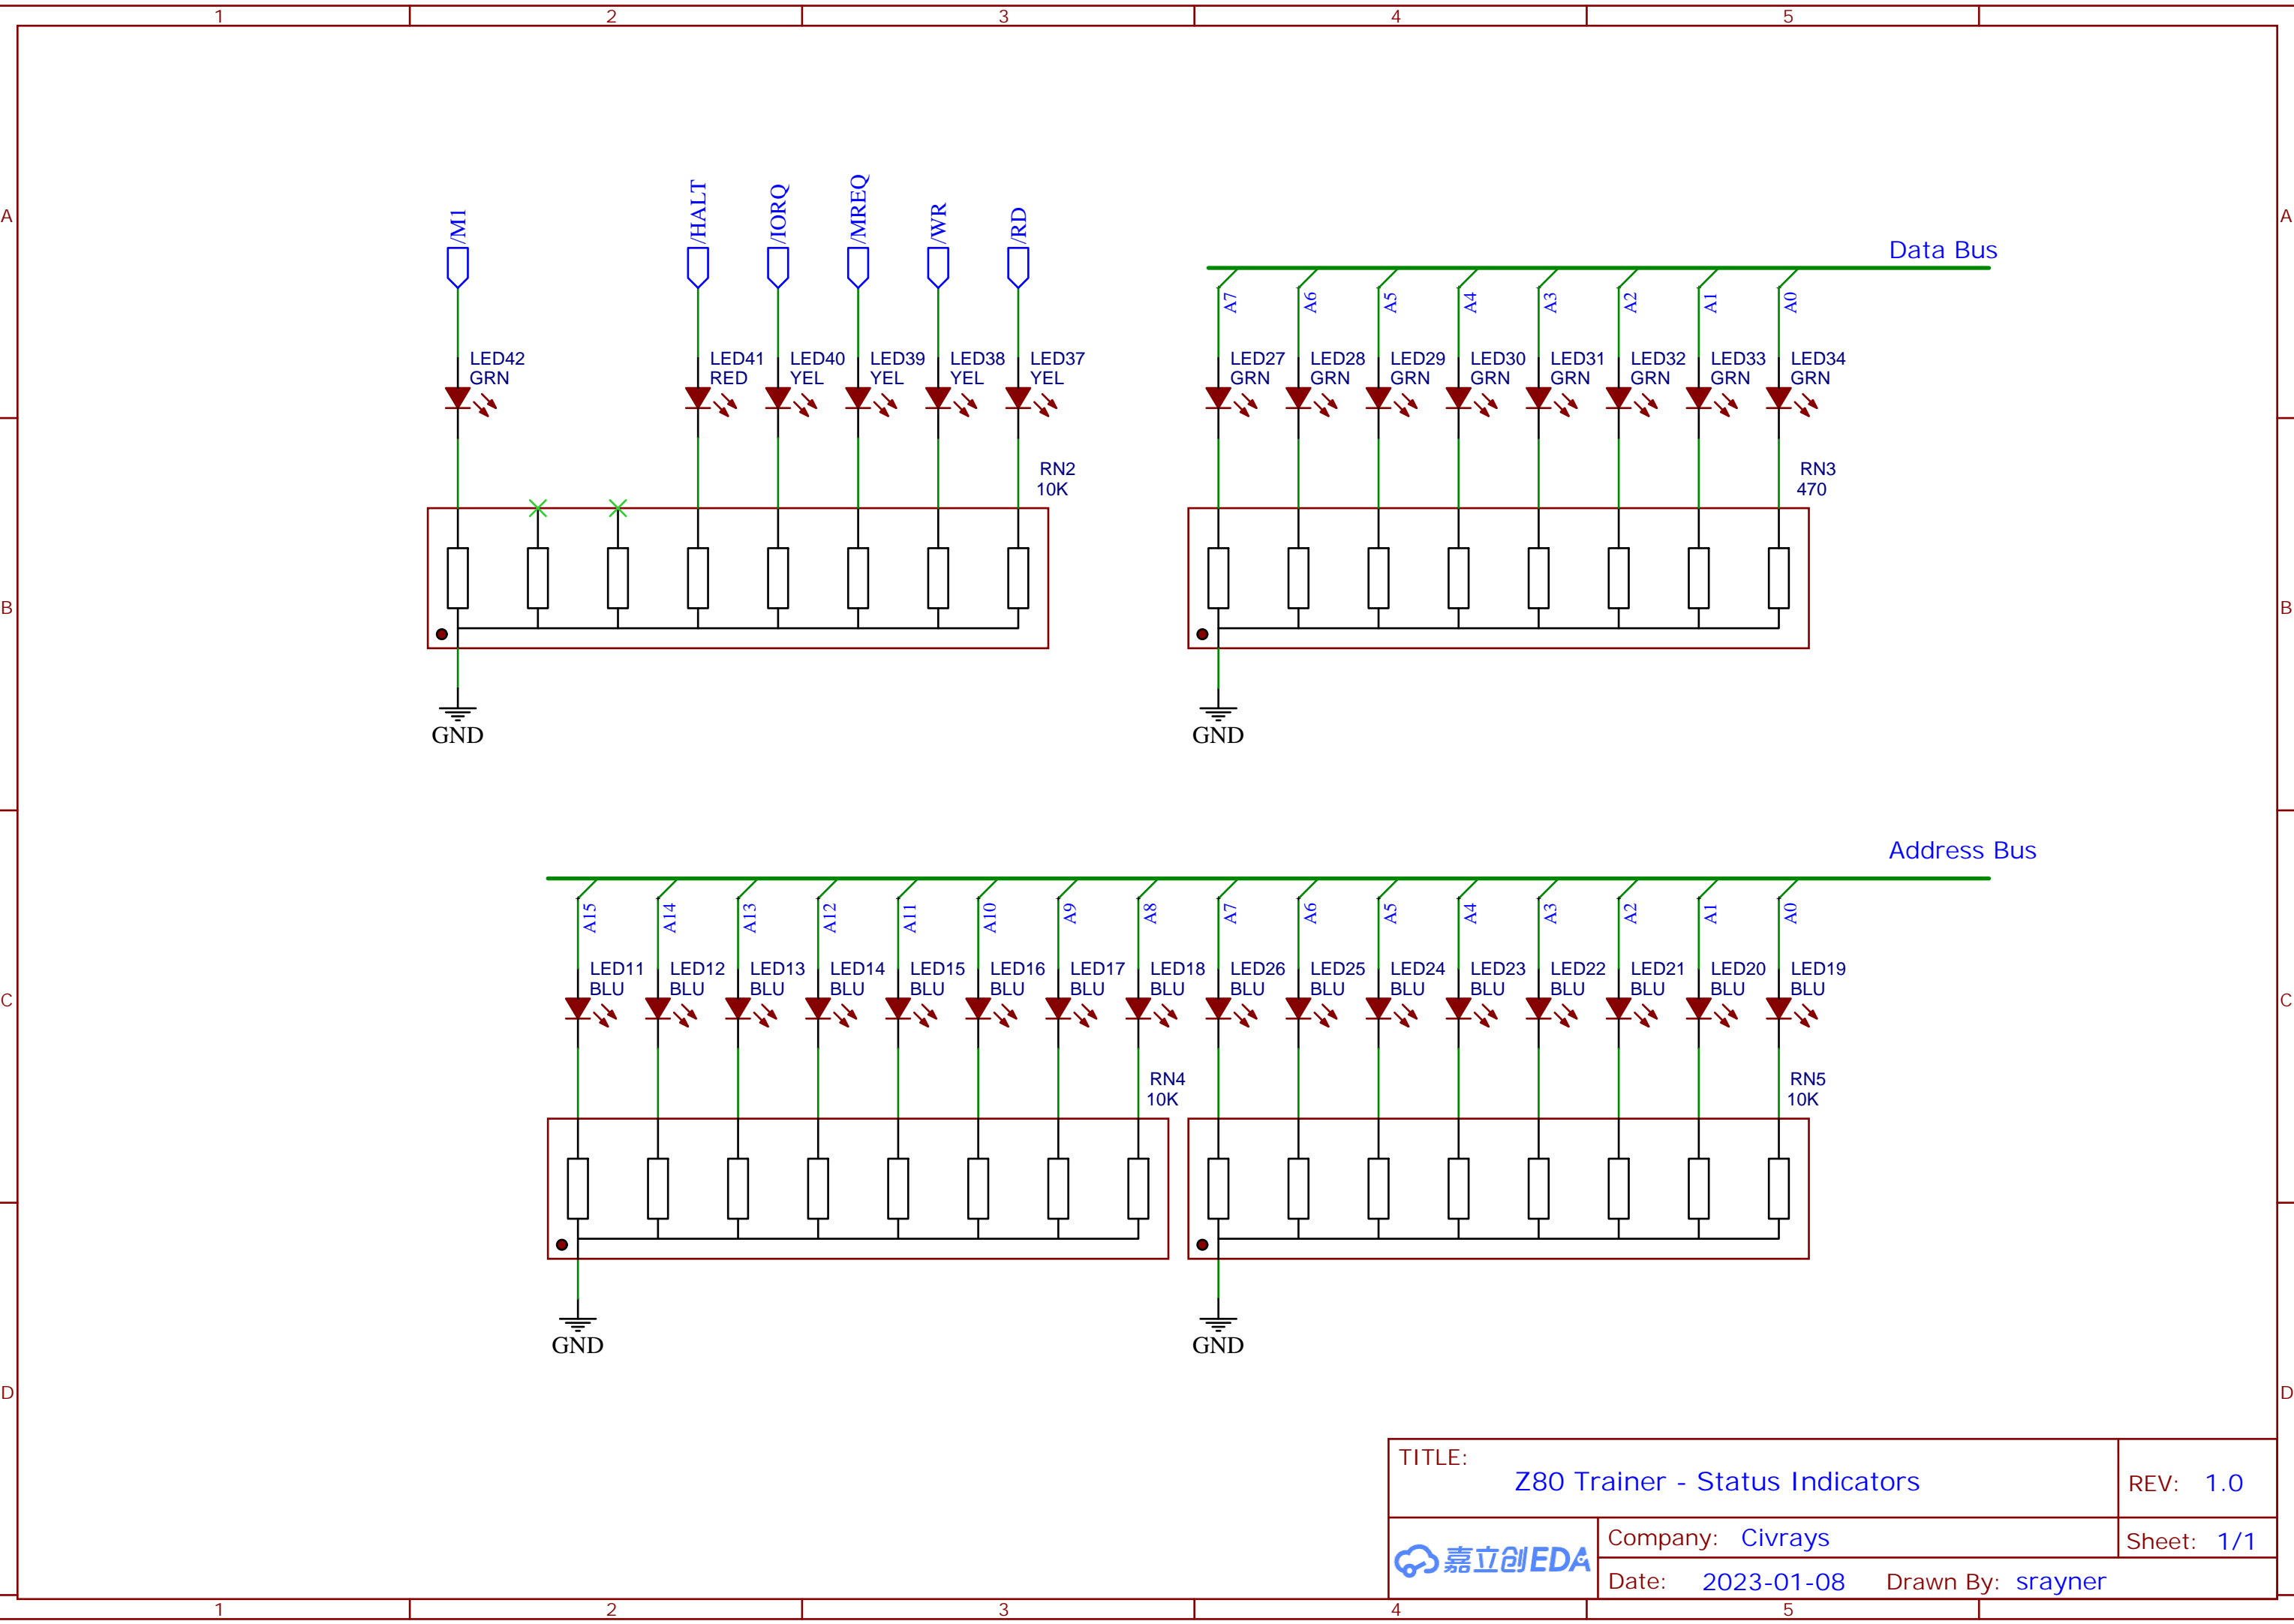 1 2 3 4 5
A A
/M1 /HALT /IORQ /MREQ /WR /RD
Data Bus
A7 A6 A5 A4 A3 A2 A1 A0
LED42 LED41 LED40 LED39 LED38 LED37 LED27 LED28 LED29 LED30 LED31 LED32 LED33 LED34
GRN RED YEL YEL YEL YEL GRN GRN GRN GRN GRN GRN GRN GRN
RN2 RN3
10K 470
B B
GND GND
Address Bus
A15 A14 A13 A12 A11 A10 A9 A8 A7 A6 A5 A4 A3 A2 A1 A0
LED11 LED12 LED13 LED14 LED15 LED16 LED17 LED18 LED26 LED25 LED24 LED23 LED22 LED21 LED20 LED19
BLU BLU BLU BLU BLU BLU BLU BLU BLU BLU BLU BLU BLU BLU BLU BLU
C C
RN4 RN5
10K 10K
GND GND
D D
TITLE:
Z80 Trainer - Status Indicators
REV: 1.0
嘉立创EDA
Company: Civrays
Sheet: 1/1
Date: 2023-01-08 Drawn By: srayner
1 2 3 4 5